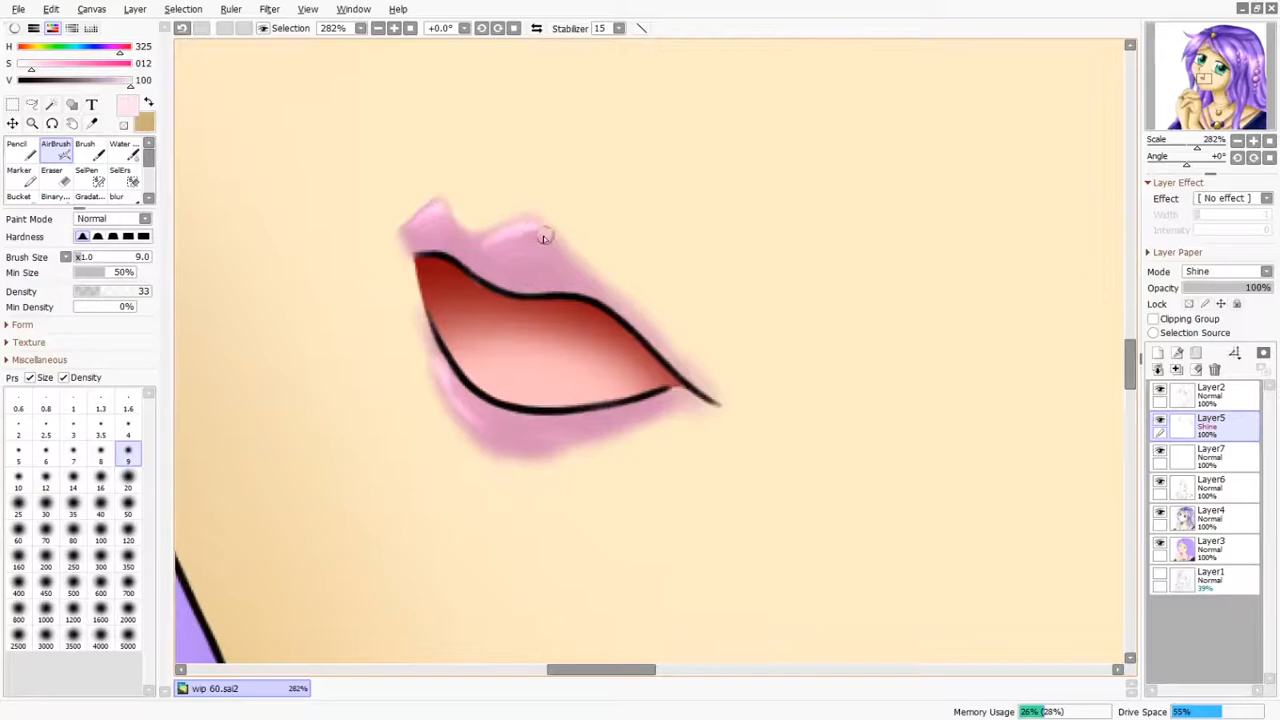 File Edit Canvas Layer Selection Ruler Filter View Window Help
Selection 282% +0.0° Stabilizer 15
H 325
S 012
V 100
T
Pencil AirBrush Brush Water ...
Marker Eraser SelPen SelErs
Bucket Binary... Gradat... blur
Paint Mode Normal
Hardness
Brush Size x1.0 9.0
Min Size 50%
Density 33
Min Density 0%
Form
Texture
Miscellaneous
Prs Size Density
0.6 0.8 1 1.3 1.6
2 2.5 3 3.5 4
5 6 7 8 9
10 12 14 16 20
25 30 35 40 50
60 70 80 100 120
160 200 250 300 350
400 450 500 600 700
800 1000 1200 1600 2000
2500 3000 3500 4000 5000
Scale 282%
Angle +0°
Layer Effect
Effect [ No effect ]
Width 1
Intensity 0
Layer Paper
Mode Shine
Opacity 100%
Lock
Clipping Group
Selection Source
Layer2
Normal
100%
Layer5
Shine
100%
Layer7
Normal
100%
Layer6
Normal
100%
Layer4
Normal
100%
Layer3
Normal
100%
Layer1
Normal
39%
wip 60.sai2 282%
Memory Usage 26% (28%) Drive Space 55%